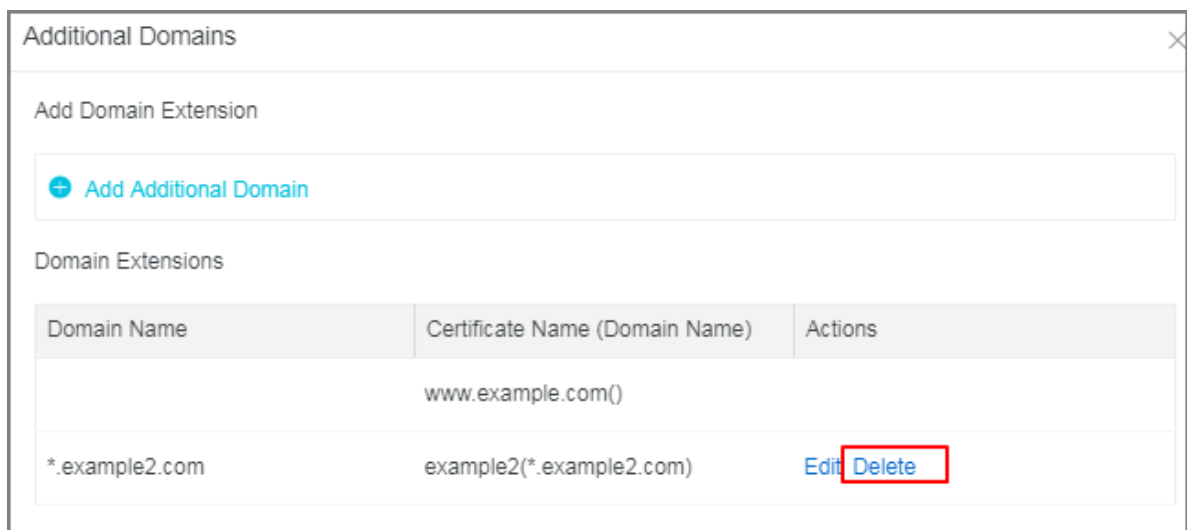 Additional Domains
Add Domain Extension
Add Additional Domain
Domain Extensions
Domain Name Certificate Name (Domain Name) Actions
www.example.com()
*.example2.com example2(*.example2.com) Edit Delete